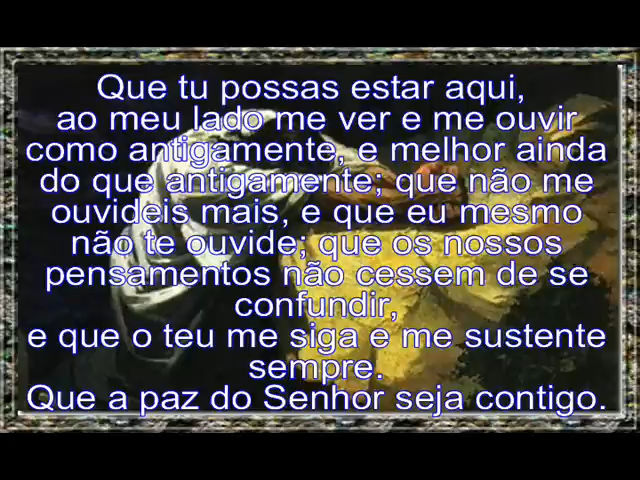 Que tu possas estar aqui,
ao meu lado me ver e me ouvir
como antigamente, e melhor ainda
do que antigamente; que não me
ouvideis mais, e que eu mesmo
não te ouvide; que os nossos
pensamentos não cessem de se
confundir,
e que o teu me siga e me sustente
sempre.
Que a paz do Senhor seja contigo.